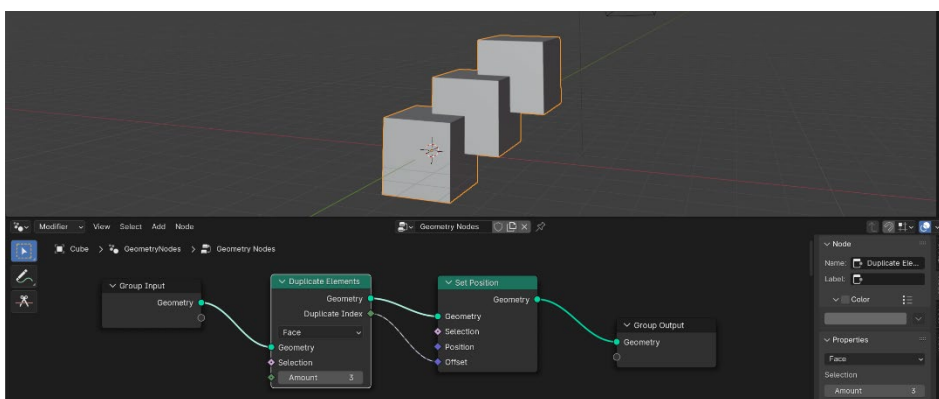 Modifier View Select Add Node
Geometry Nodes
Cube > GeometryNodes > Geometry Nodes
Group Input
Geometry
Duplicate Elements
Geometry
Duplicate Index
Face
Geometry
Selection
Amount 3
Set Position
Geometry
Geometry
Selection
Position
Offset
Group Output
Geometry
Node
Name: Duplicate Ele...
Label:
Color
Properties
Face
Selection
Amount 3